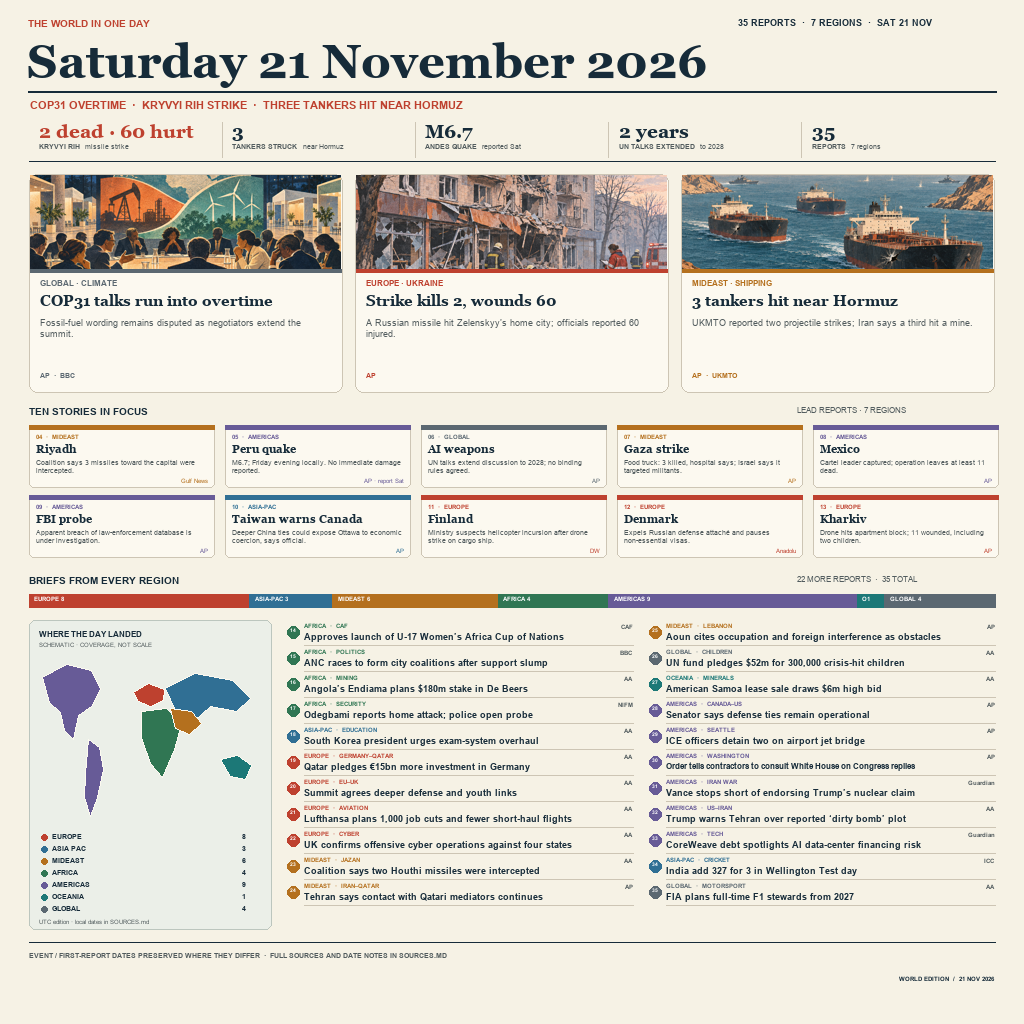 THE WORLD IN ONE DAY
35 REPORTS · 7 REGIONS · SAT 21 NOV
Saturday 21 November 2026
COP31 OVERTIME · KRYVYI RIH STRIKE · THREE TANKERS HIT NEAR HORMUZ
2 dead · 60 hurt
KRYVYI RIH missile strike
3
TANKERS STRUCK near Hormuz
M6.7
ANDES QUAKE reported Sat
2 years
UN TALKS EXTENDED to 2028
35
REPORTS 7 regions
GLOBAL · CLIMATE
COP31 talks run into overtime
Fossil-fuel wording remains disputed as negotiators extend the
summit.
AP · BBC
EUROPE · UKRAINE
Strike kills 2, wounds 60
A Russian missile hit Zelenskyy's home city; officials reported 60
injured.
AP
MIDEAST · SHIPPING
3 tankers hit near Hormuz
UKMTO reported two projectile strikes; Iran says a third hit a mine.
AP · UKMTO
TEN STORIES IN FOCUS
LEAD REPORTS · 7 REGIONS
04 · MIDEAST
Riyadh
Coalition says 3 missiles toward the capital were
intercepted.
Gulf News
05 · AMERICAS
Peru quake
M6.7; Friday evening locally. No immediate damage
reported.
AP · report Sat
06 · GLOBAL
AI weapons
UN talks extend discussion to 2028; no binding
rules agreed.
AP
07 · MIDEAST
Gaza strike
Food truck: 3 killed, hospital says; Israel says it
targeted militants.
AP
08 · AMERICAS
Mexico
Cartel leader captured; operation leaves at least 11
dead.
AP
09 · AMERICAS
FBI probe
Apparent breach of law-enforcement database is
under investigation.
AP
10 · ASIA-PAC
Taiwan warns Canada
Deeper China ties could expose Ottawa to economic
coercion, says official.
AP
11 · EUROPE
Finland
Ministry suspects helicopter incursion after drone
strike on cargo ship.
DW
12 · EUROPE
Denmark
Expels Russian defense attaché and pauses
non-essential visas.
Anadolu
13 · EUROPE
Kharkiv
Drone hits apartment block; 11 wounded, including
two children.
AP
BRIEFS FROM EVERY REGION
22 MORE REPORTS · 35 TOTAL
EUROPE 8
ASIA-PAC 3
MIDEAST 6
AFRICA 4
AMERICAS 9
O1
GLOBAL 4
WHERE THE DAY LANDED
SCHEMATIC · COVERAGE, NOT SCALE
EUROPE 8
ASIA PAC 3
MIDEAST 6
AFRICA 4
AMERICAS 9
OCEANIA 1
GLOBAL 4
UTC edition · local dates in SOURCES.md
14
AFRICA · CAF
CAF
Approves launch of U-17 Women's Africa Cup of Nations
15
AFRICA · POLITICS
BBC
ANC races to form city coalitions after support slump
16
AFRICA · MINING
AA
Angola's Endiama plans $180m stake in De Beers
17
AFRICA · SECURITY
NIFM
Odegbami reports home attack; police open probe
18
ASIA-PAC · EDUCATION
AA
South Korea president urges exam-system overhaul
19
EUROPE · GERMANY–QATAR
AA
Qatar pledges €15bn more investment in Germany
20
EUROPE · EU–UK
AA
Summit agrees deeper defense and youth links
21
EUROPE · AVIATION
AA
Lufthansa plans 1,000 job cuts and fewer short-haul flights
22
EUROPE · CYBER
AA
UK confirms offensive cyber operations against four states
23
MIDEAST · JAZAN
AA
Coalition says two Houthi missiles were intercepted
24
MIDEAST · IRAN–QATAR
AP
Tehran says contact with Qatari mediators continues
25
MIDEAST · LEBANON
AP
Aoun cites occupation and foreign interference as obstacles
26
GLOBAL · CHILDREN
AA
UN fund pledges $52m for 300,000 crisis-hit children
27
OCEANIA · MINERALS
AA
American Samoa lease sale draws $6m high bid
28
AMERICAS · CANADA–US
AP
Senator says defense ties remain operational
29
AMERICAS · SEATTLE
AP
ICE officers detain two on airport jet bridge
30
AMERICAS · WASHINGTON
AP
Order tells contractors to consult White House on Congress replies
31
AMERICAS · IRAN WAR
Guardian
Vance stops short of endorsing Trump's nuclear claim
32
AMERICAS · US–IRAN
AA
Trump warns Tehran over reported 'dirty bomb' plot
33
AMERICAS · TECH
Guardian
CoreWeave debt spotlights AI data-center financing risk
34
ASIA-PAC · CRICKET
ICC
India add 327 for 3 in Wellington Test day
35
GLOBAL · MOTORSPORT
AA
FIA plans full-time F1 stewards from 2027
EVENT / FIRST-REPORT DATES PRESERVED WHERE THEY DIFFER · FULL SOURCES AND DATE NOTES IN SOURCES.MD
WORLD EDITION / 21 NOV 2026